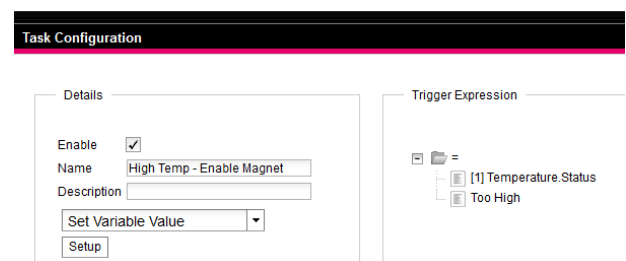 Task Configuration
Details
Enable
Name High Temp - Enable Magnet
Description
Set Variable Value
Setup
Trigger Expression
=
[1] Temperature.Status
Too High